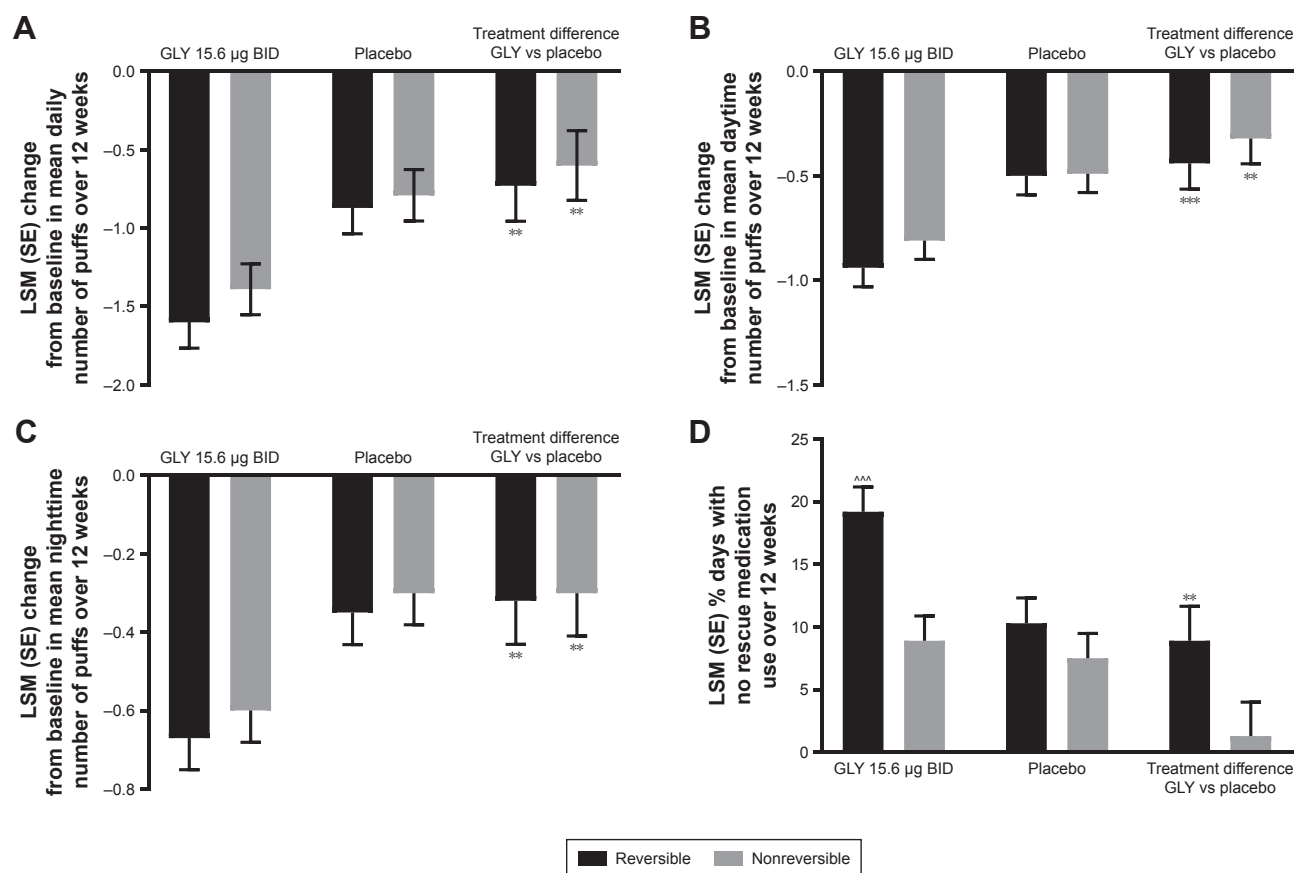 A
GLY 15.6 µg BID
Placebo
Treatment difference
GLY vs placebo
LSM (SE) change
from baseline in mean daily
number of puffs over 12 weeks
0.0
–0.5
–1.0
–1.5
–2.0
**
**
B
GLY 15.6 µg BID
Placebo
Treatment difference
GLY vs placebo
LSM (SE) change
from baseline in mean daytime
number of puffs over 12 weeks
0.0
–0.5
–1.0
–1.5
***
**
C
GLY 15.6 µg BID
Placebo
Treatment difference
GLY vs placebo
LSM (SE) change
from baseline in mean nighttime
number of puffs over 12 weeks
0.0
–0.2
–0.4
–0.6
–0.8
**
**
D
LSM (SE) % days with
no rescue medication
use over 12 weeks
25
20
15
10
5
0
^^^
**
GLY 15.6 µg BID
Placebo
Treatment difference
GLY vs placebo
Reversible
Nonreversible